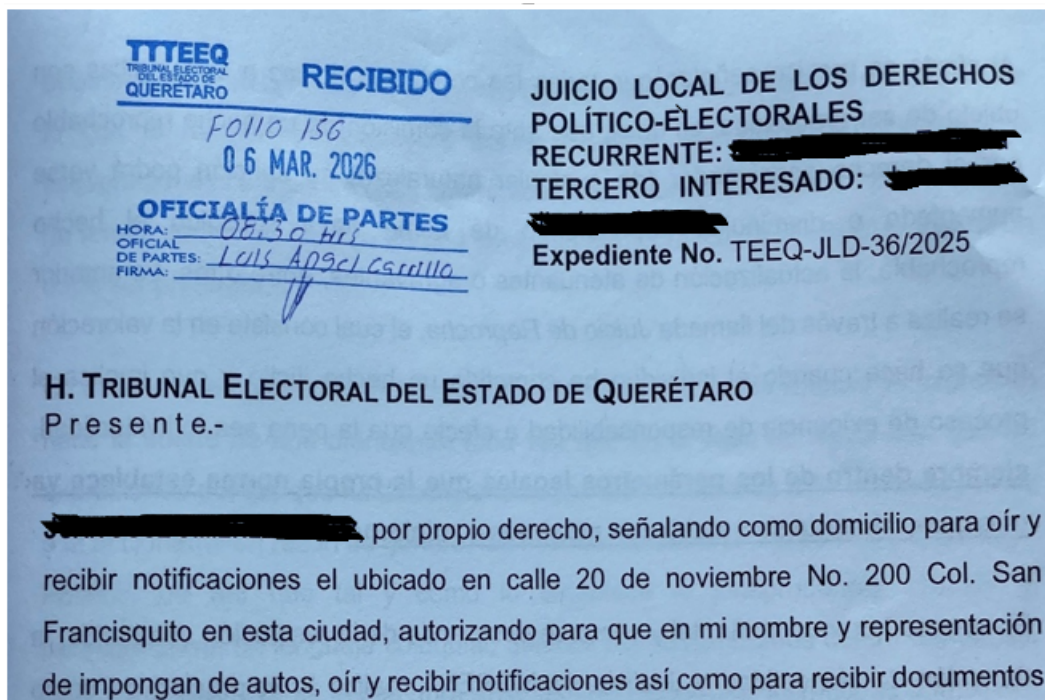 TTTEEQ
TRIBUNAL ELECTORAL
DEL ESTADO DE
QUERÉTARO
RECIBIDO
Folio 156
06 MAR. 2026
OFICIALÍA DE PARTES
HORA: 08:30 Hrs
OFICIAL
DE PARTES: Luis Angel Carrillo
FIRMA:
JUICIO LOCAL DE LOS DERECHOS
POLÍTICO-ELECTORALES
RECURRENTE:
TERCERO INTERESADO:
Expediente No. TEEQ-JLD-36/2025
H. TRIBUNAL ELECTORAL DEL ESTADO DE QUERÉTARO
P r e s e n t e.-
por propio derecho, señalando como domicilio para oír y
recibir notificaciones el ubicado en calle 20 de noviembre No. 200 Col. San
Francisquito en esta ciudad, autorizando para que en mi nombre y representación
de impongan de autos, oír y recibir notificaciones así como para recibir documentos